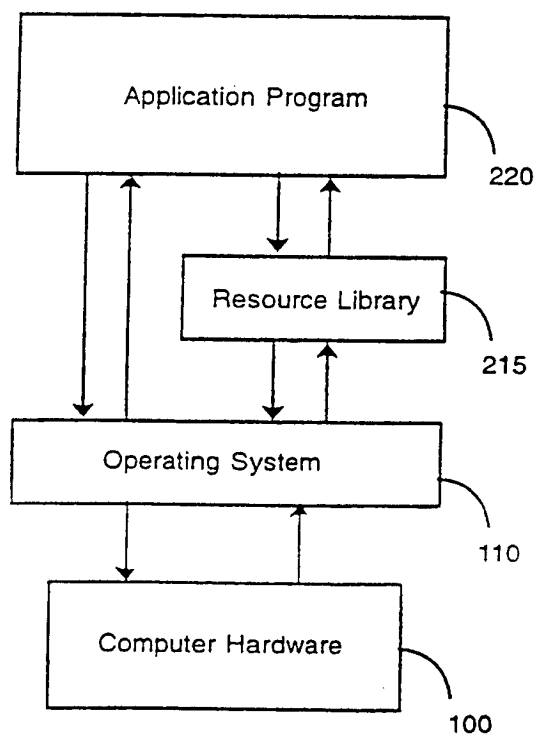 Application Program
220
Resource Library
215
Operating System
110
Computer Hardware
100